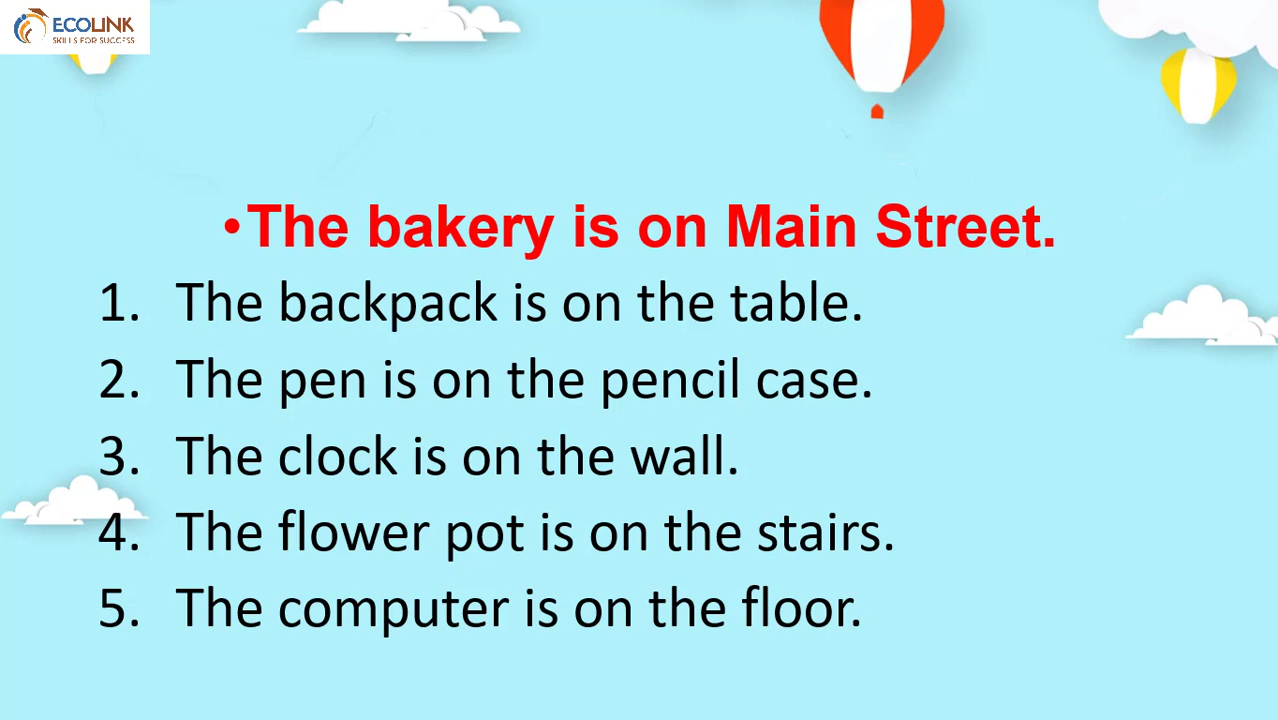 ECOLINK
SKILLS FOR SUCCESS
•The bakery is on Main Street.
1. The backpack is on the table.
2. The pen is on the pencil case.
3. The clock is on the wall.
4. The flower pot is on the stairs.
5. The computer is on the floor.